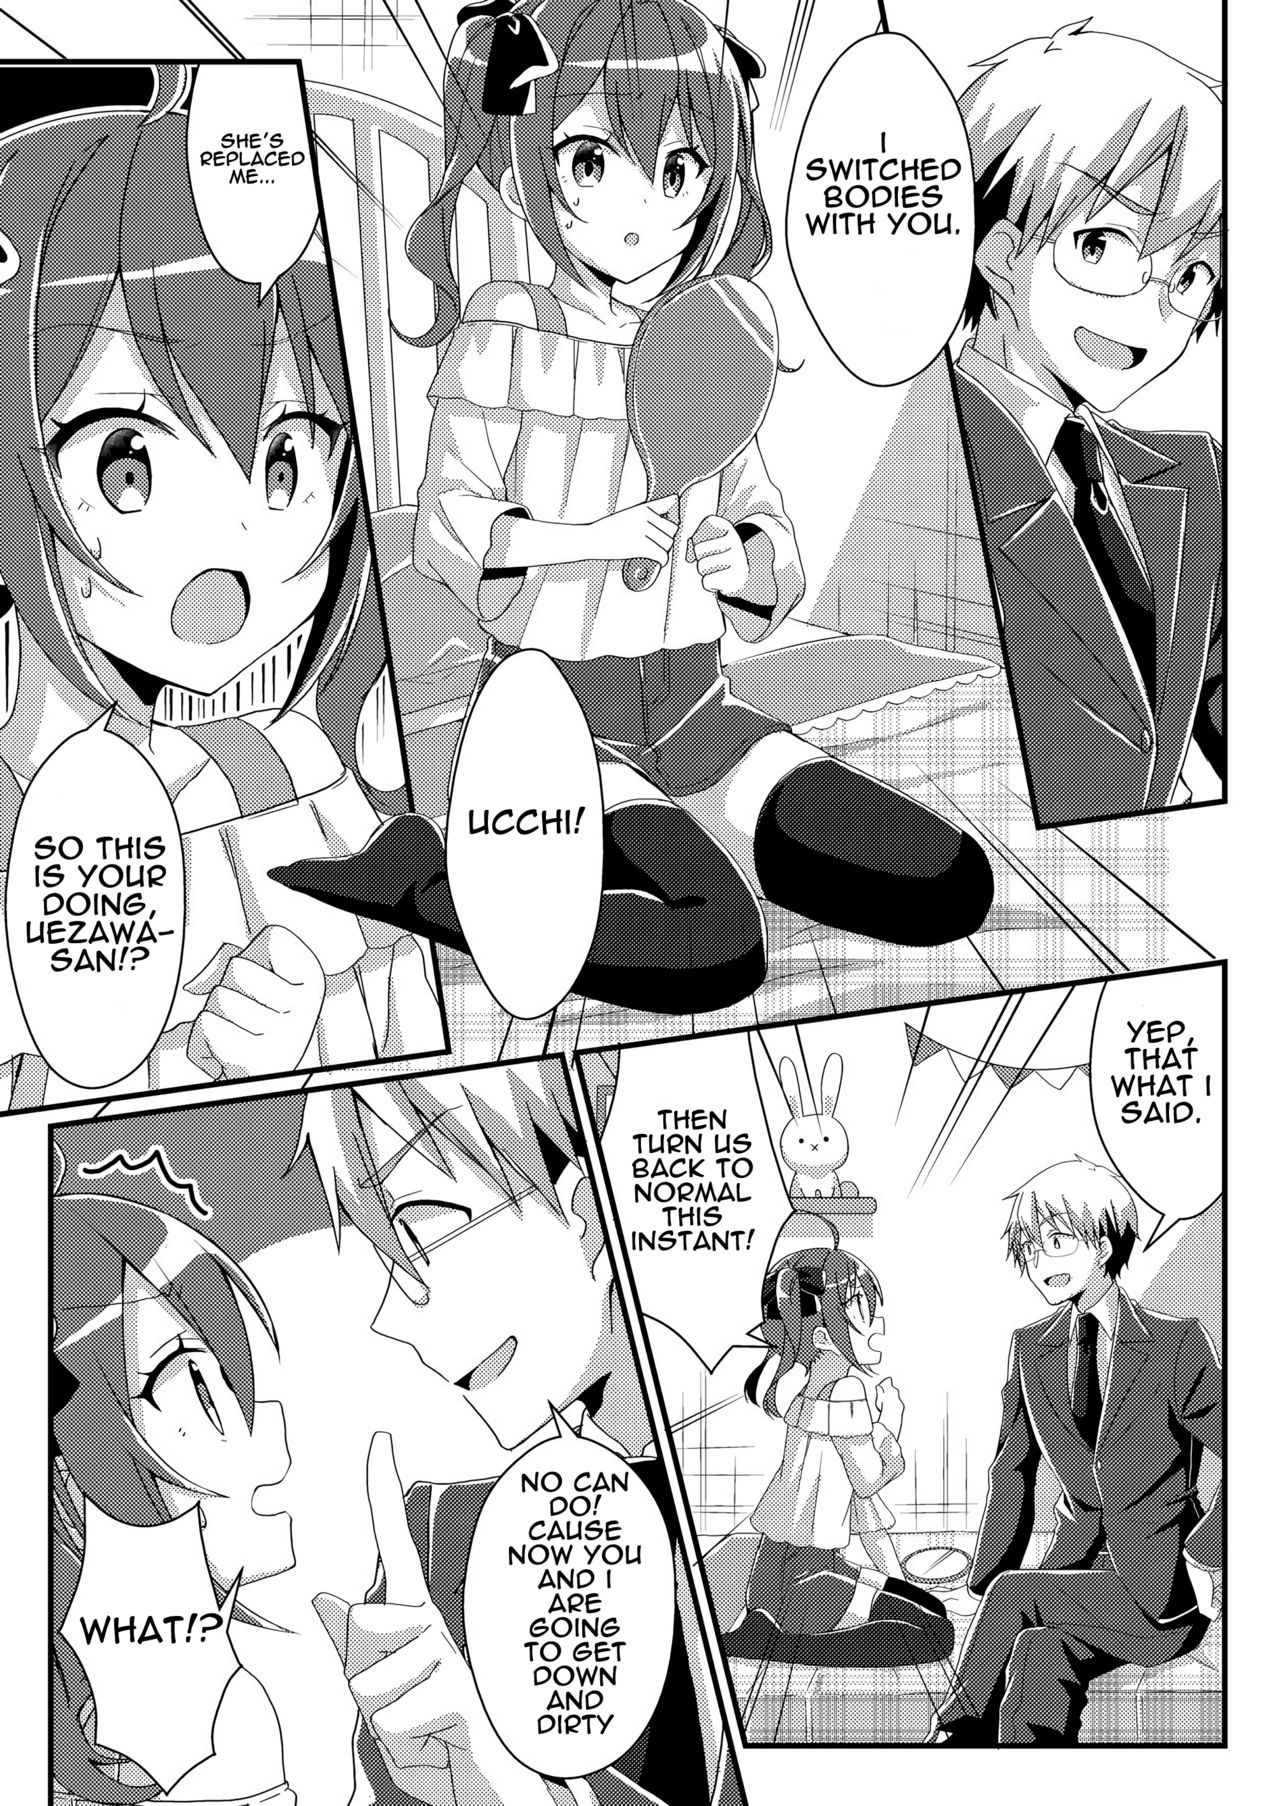 I
SWITCHED
BODIES
WITH YOU.
UCCHI!
SHE'S
REPLACED
ME...
SO THIS
IS YOUR
DOING,
UEZAWA-
SAN!?
YEP,
THAT
WHAT I
SAID.
THEN
TURN US
BACK TO
NORMAL
THIS
INSTANT!
NO CAN
DO!
CAUSE
NOW YOU
AND I
ARE
GOING
TO GET
DOWN
AND
DIRTY
WHAT!?